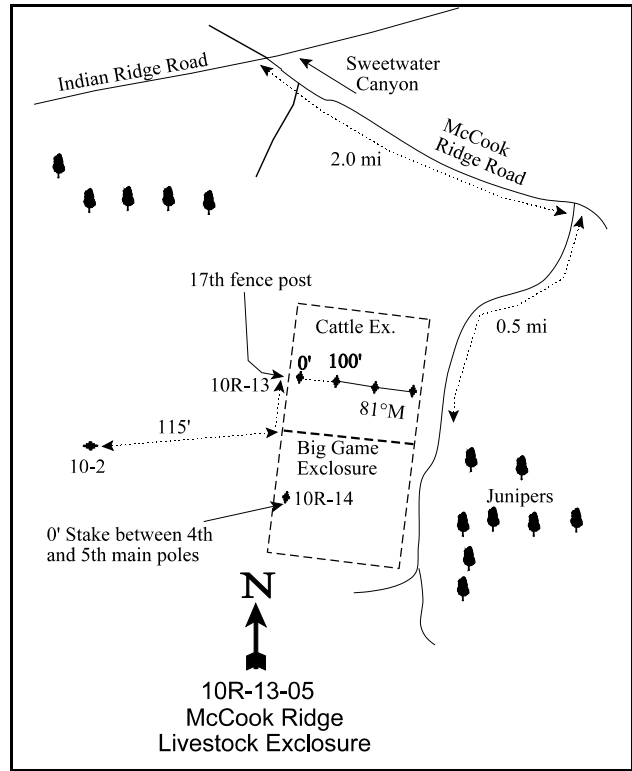 Indian Ridge Road
Sweetwater
Canyon
McCook
Ridge Road
2.0 mi
17th fence post
0.5 mi
Cattle Ex.
0' 100'
10R-13
81°M
115'
10-2
Big Game
Exclosure
10R-14
Junipers
0' Stake between 4th
and 5th main poles
N
10R-13-05
McCook Ridge
Livestock Exclosure